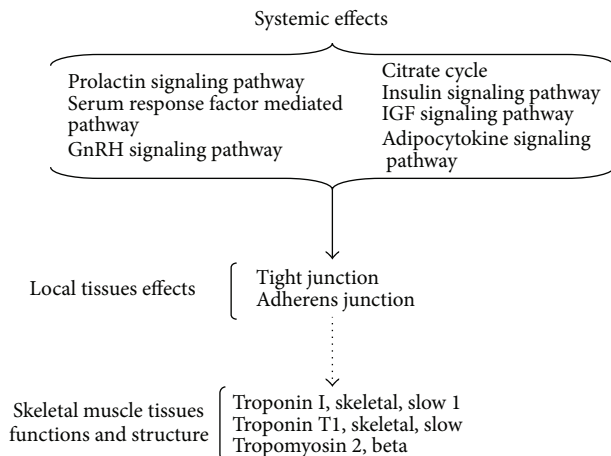 Systemic effects
Prolactin signaling pathway
Serum response factor mediated
pathway
GnRH signaling pathway
Citrate cycle
Insulin signaling pathway
IGF signaling pathway
Adipocytokine signaling
pathway
Local tissues effects
Tight junction
Adherens junction
Skeletal muscle tissues
functions and structure
Troponin I, skeletal, slow 1
Troponin T1, skeletal, slow
Tropomyosin 2, beta